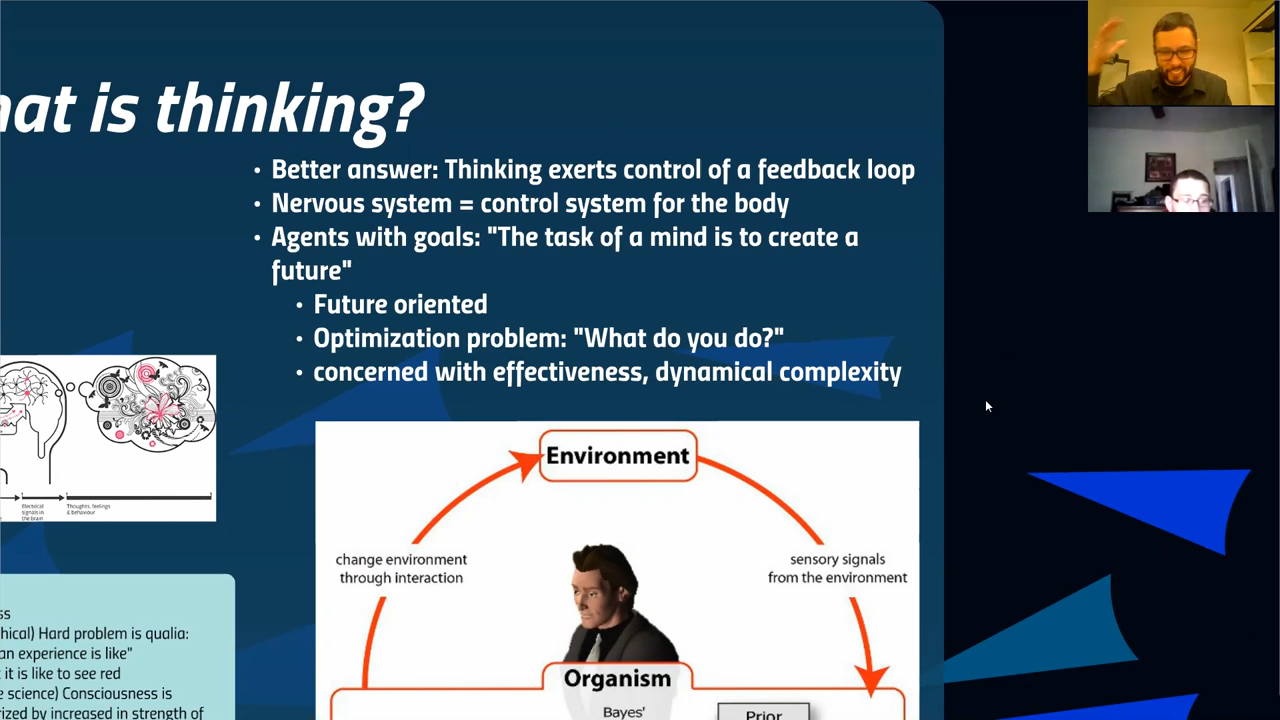 hat is thinking?
• Better answer: Thinking exerts control of a feedback loop
• Nervous system = control system for the body
• Agents with goals: "The task of a mind is to create a
future"
• Future oriented
• Optimization problem: "What do you do?"
• concerned with effectiveness, dynamical complexity
Electrical
signals in
the brain
Thoughts, feelings
& behaviour
Environment
change environment
through interaction
sensory signals
from the environment
Organism
Bayes'
Prior
ss
hical) Hard problem is qualia:
an experience is like"
it is like to see red
e science) Consciousness is
rized by increased in strength of